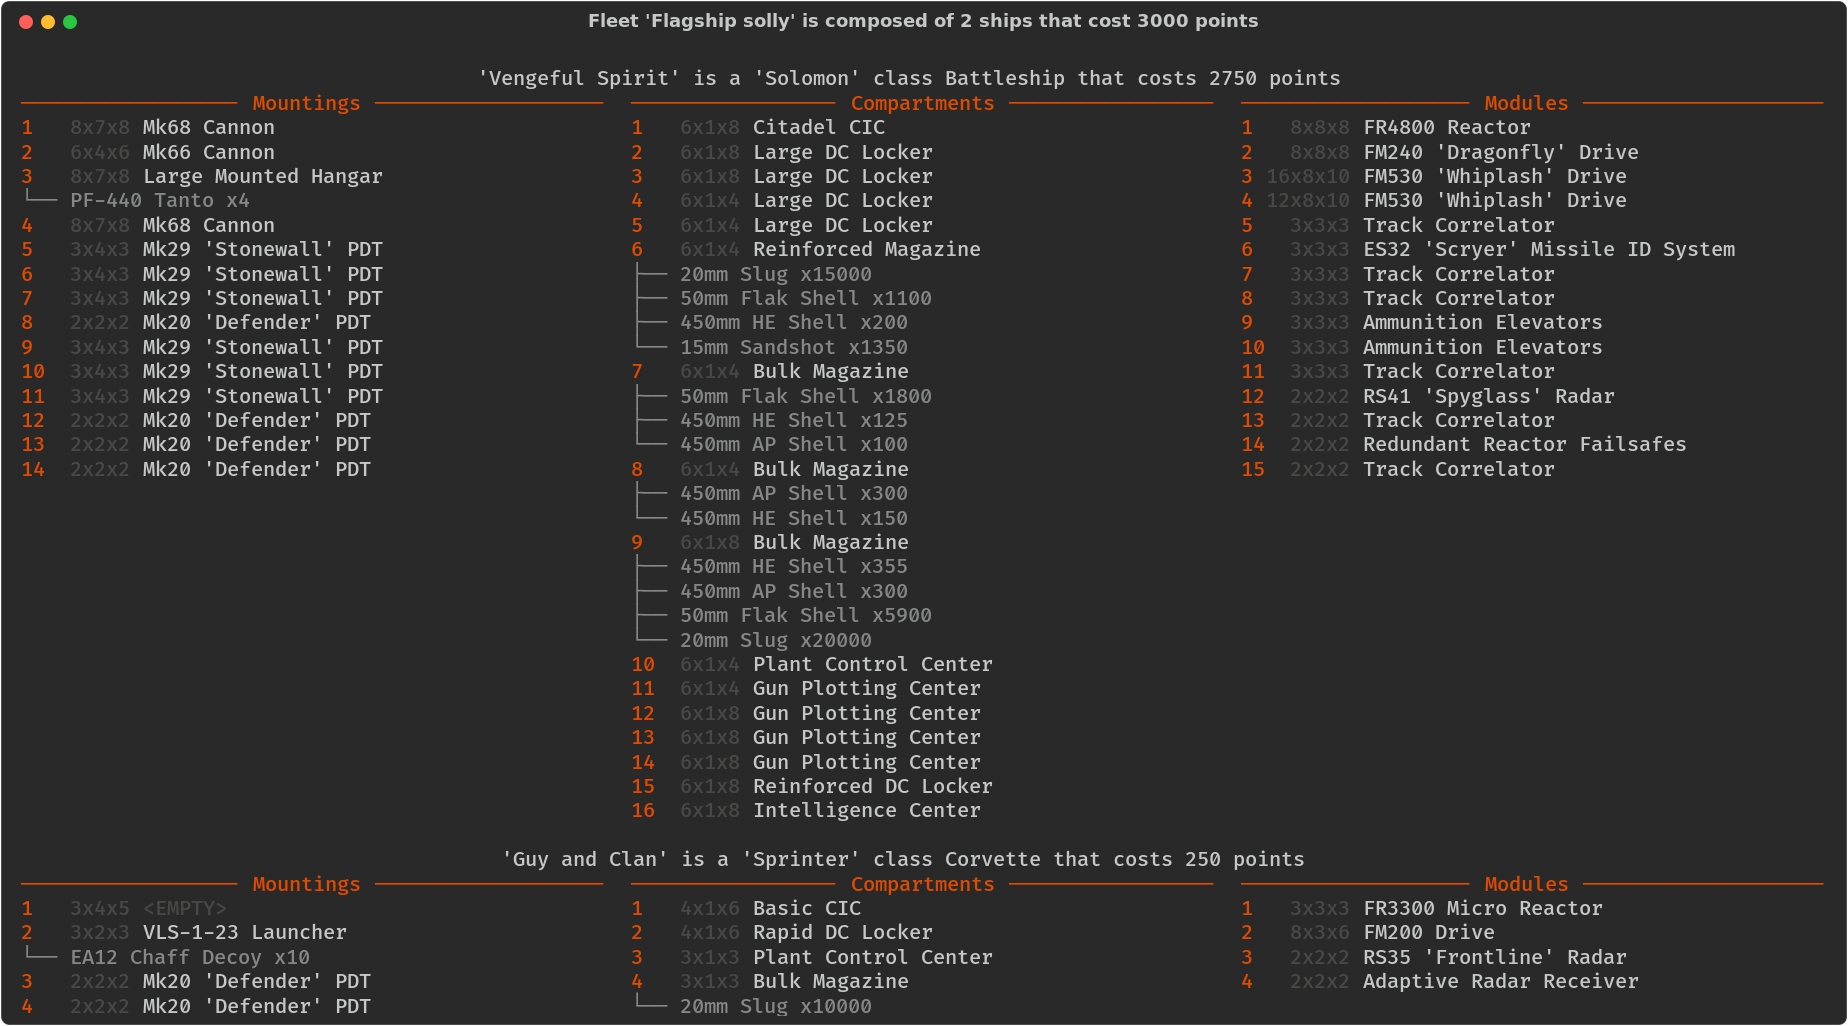 Fleet 'Flagship solly' is composed of 2 ships that cost 3000 points
'Vengeful Spirit' is a 'Solomon' class Battleship that costs 2750 points
Mountings
1 8x7x8 Mk68 Cannon
2 6x4x6 Mk66 Cannon
3 8x7x8 Large Mounted Hangar
└── PF-440 Tanto x4
4 8x7x8 Mk68 Cannon
5 3x4x3 Mk29 'Stonewall' PDT
6 3x4x3 Mk29 'Stonewall' PDT
7 3x4x3 Mk29 'Stonewall' PDT
8 2x2x2 Mk20 'Defender' PDT
9 3x4x3 Mk29 'Stonewall' PDT
10 3x4x3 Mk29 'Stonewall' PDT
11 3x4x3 Mk29 'Stonewall' PDT
12 2x2x2 Mk20 'Defender' PDT
13 2x2x2 Mk20 'Defender' PDT
14 2x2x2 Mk20 'Defender' PDT
Compartments
1 6x1x8 Citadel CIC
2 6x1x8 Large DC Locker
3 6x1x8 Large DC Locker
4 6x1x4 Large DC Locker
5 6x1x8 Large DC Locker
6 6x1x4 Reinforced Magazine
├── 20mm Slug x15000
├── 50mm Flak Shell x1100
├── 450mm HE Shell x200
└── 15mm Sandshot x1350
7 6x1x4 Bulk Magazine
├── 50mm Flak Shell x1800
├── 450mm HE Shell x125
└── 450mm AP Shell x100
8 6x1x4 Bulk Magazine
├── 450mm AP Shell x300
└── 450mm HE Shell x150
9 6x1x8 Bulk Magazine
├── 450mm HE Shell x355
├── 450mm AP Shell x300
├── 50mm Flak Shell x5900
└── 20mm Slug x20000
10 6x1x4 Plant Control Center
11 6x1x4 Gun Plotting Center
12 6x1x8 Gun Plotting Center
13 6x1x8 Gun Plotting Center
14 6x1x8 Gun Plotting Center
15 6x1x8 Reinforced DC Locker
16 6x1x8 Intelligence Center
Modules
1 8x8x8 FR4800 Reactor
2 8x8x8 FM240 'Dragonfly' Drive
3 16x8x10 FM530 'Whiplash' Drive
4 12x8x10 FM530 'Whiplash' Drive
5 3x3x3 Track Correlator
6 3x3x3 ES32 'Scryer' Missile ID System
7 3x3x3 Track Correlator
8 3x3x3 Track Correlator
9 3x3x3 Ammunition Elevators
10 3x3x3 Ammunition Elevators
11 3x3x3 Track Correlator
12 2x2x2 RS41 'Spyglass' Radar
13 2x2x2 Track Correlator
14 2x2x2 Redundant Reactor Failsafes
15 2x2x2 Track Correlator
'Guy and Clan' is a 'Sprinter' class Corvette that costs 250 points
Mountings
1 3x4x5 <EMPTY>
2 3x2x3 VLS-1-23 Launcher
└── EA12 Chaff Decoy x10
3 2x2x2 Mk20 'Defender' PDT
4 2x2x2 Mk20 'Defender' PDT
Compartments
1 4x1x6 Basic CIC
2 4x1x6 Rapid DC Locker
3 3x1x3 Plant Control Center
4 3x1x3 Bulk Magazine
└── 20mm Slug x10000
Modules
1 3x3x3 FR3300 Micro Reactor
2 8x3x6 FM200 Drive
3 2x2x2 RS35 'Frontline' Radar
4 2x2x2 Adaptive Radar Receiver